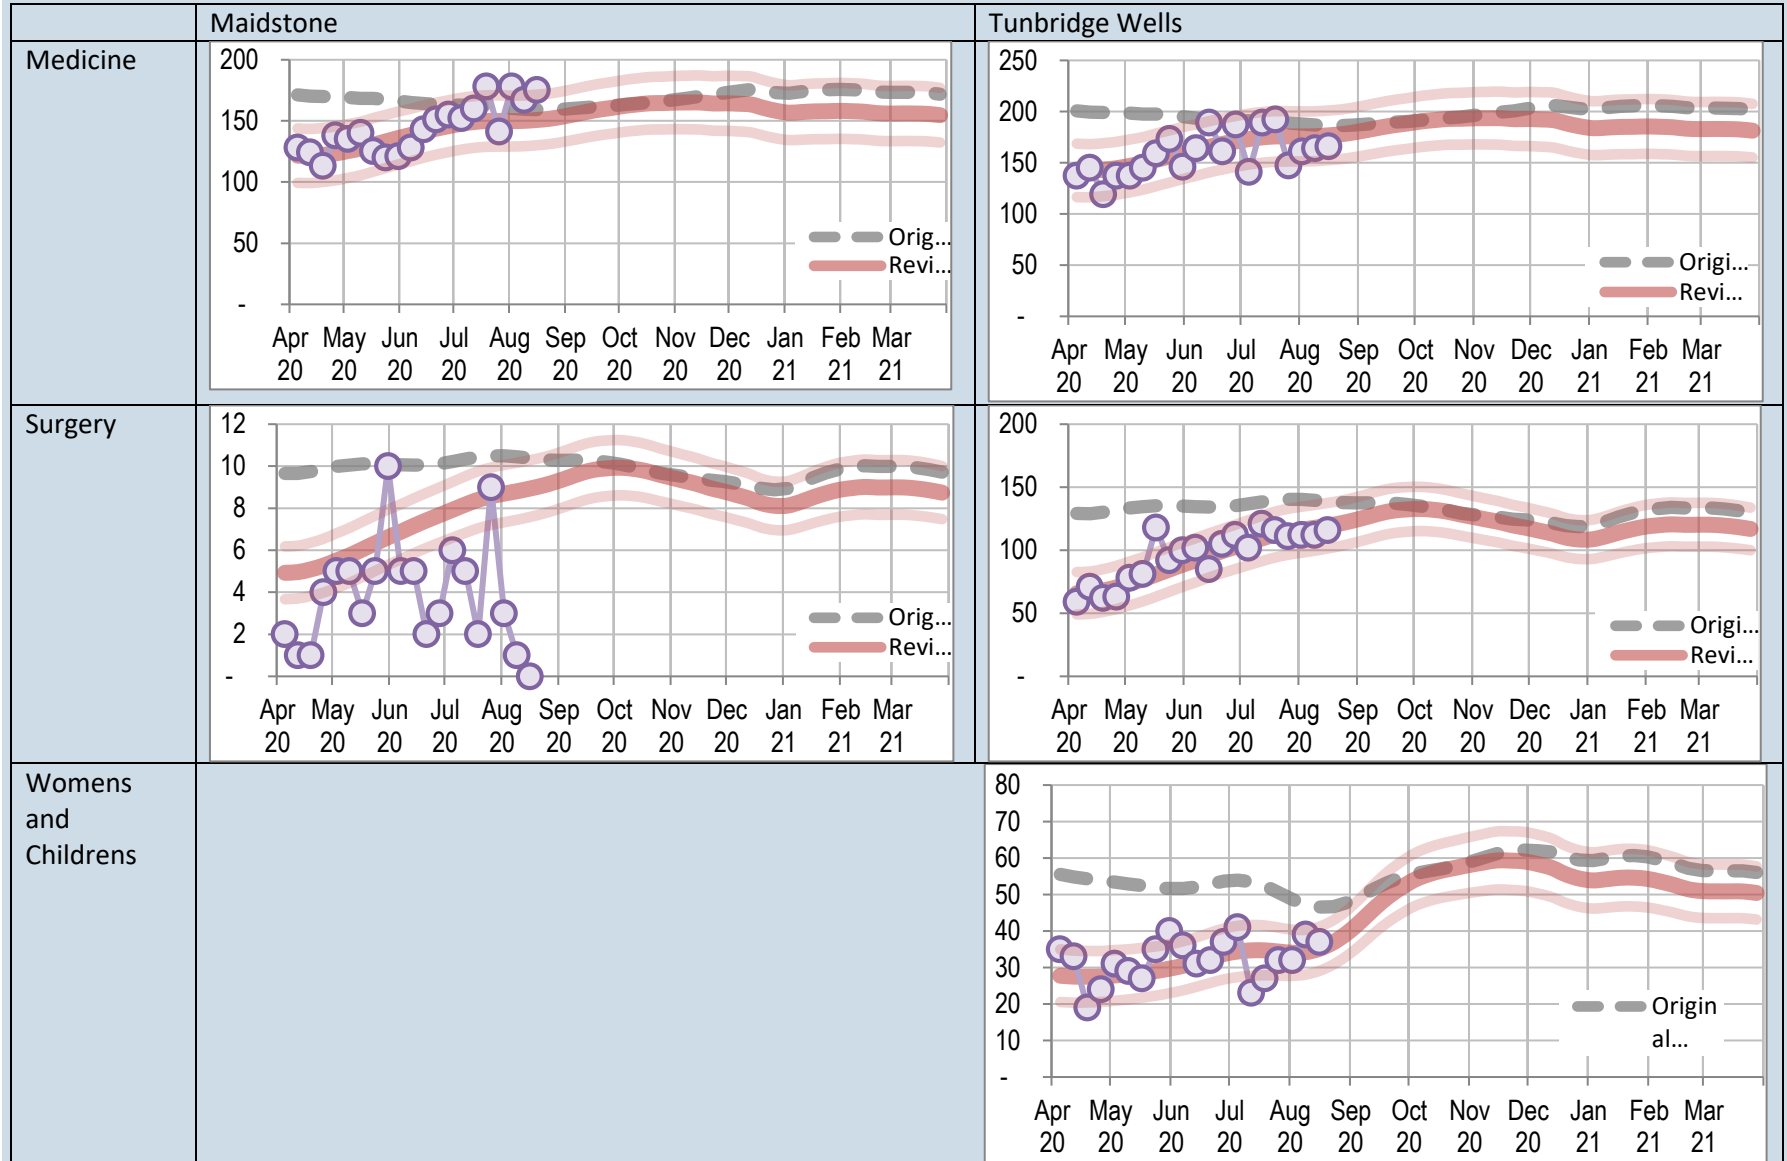 Maidstone
Tunbridge Wells
Medicine
200
150
100
50
-
Orig...
Revi...
Apr May Jun Jul Aug Sep Oct Nov Dec Jan Feb Mar
20 20 20 20 20 20 20 20 20 21 21 21
250
200
150
100
50
-
Origi...
Revi...
Apr May Jun Jul Aug Sep Oct Nov Dec Jan Feb Mar
20 20 20 20 20 20 20 20 20 21 21 21
Surgery
12
10
8
6
4
2
-
Orig...
Revi...
Apr May Jun Jul Aug Sep Oct Nov Dec Jan Feb Mar
20 20 20 20 20 20 20 20 20 21 21 21
200
150
100
50
-
Origi...
Revi...
Apr May Jun Jul Aug Sep Oct Nov Dec Jan Feb Mar
20 20 20 20 20 20 20 20 20 21 21 21
Womens
and
Childrens
80
70
60
50
40
30
20
10
-
Origin
al...
Apr May Jun Jul Aug Sep Oct Nov Dec Jan Feb Mar
20 20 20 20 20 20 20 20 20 21 21 21